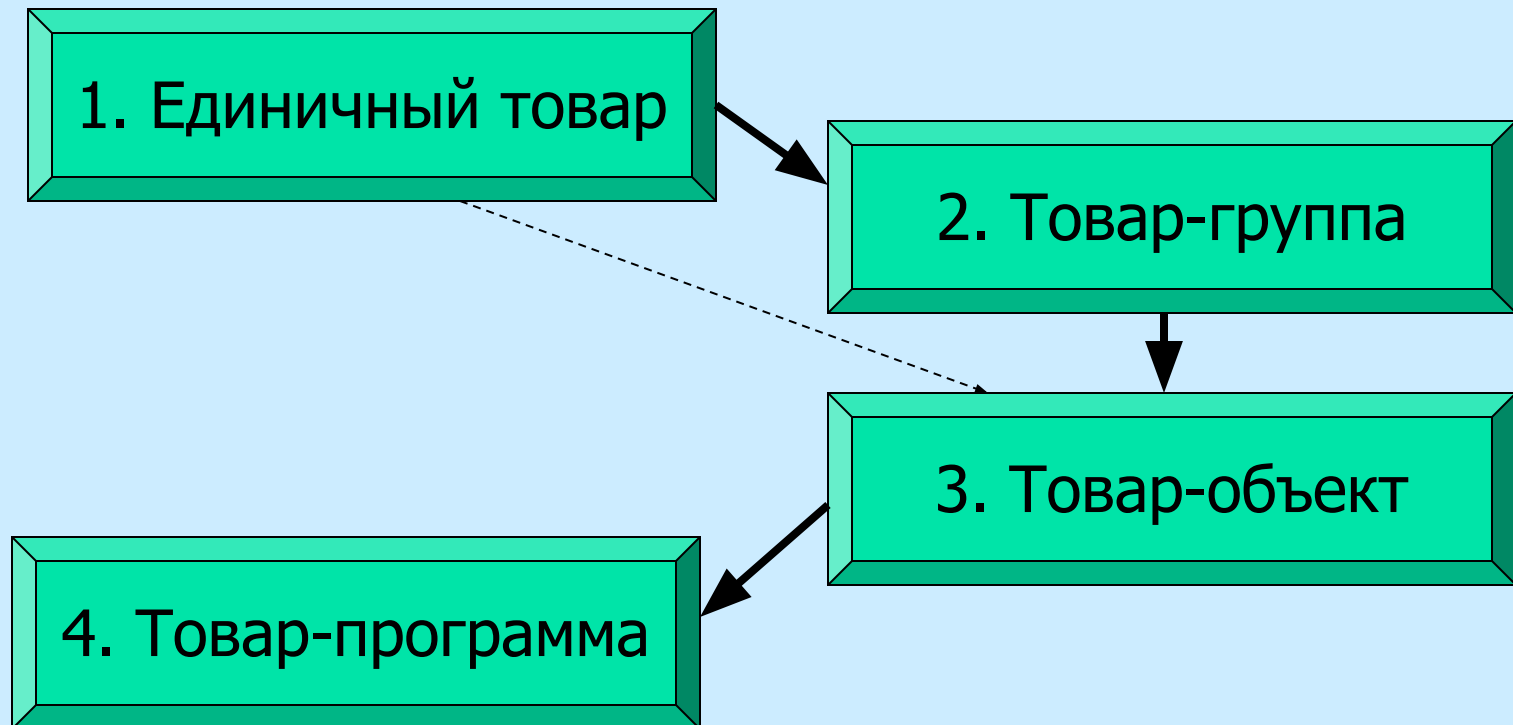 1. Единичный товар
2. Товар-группа
3. Товар-объект
4. Товар-программа